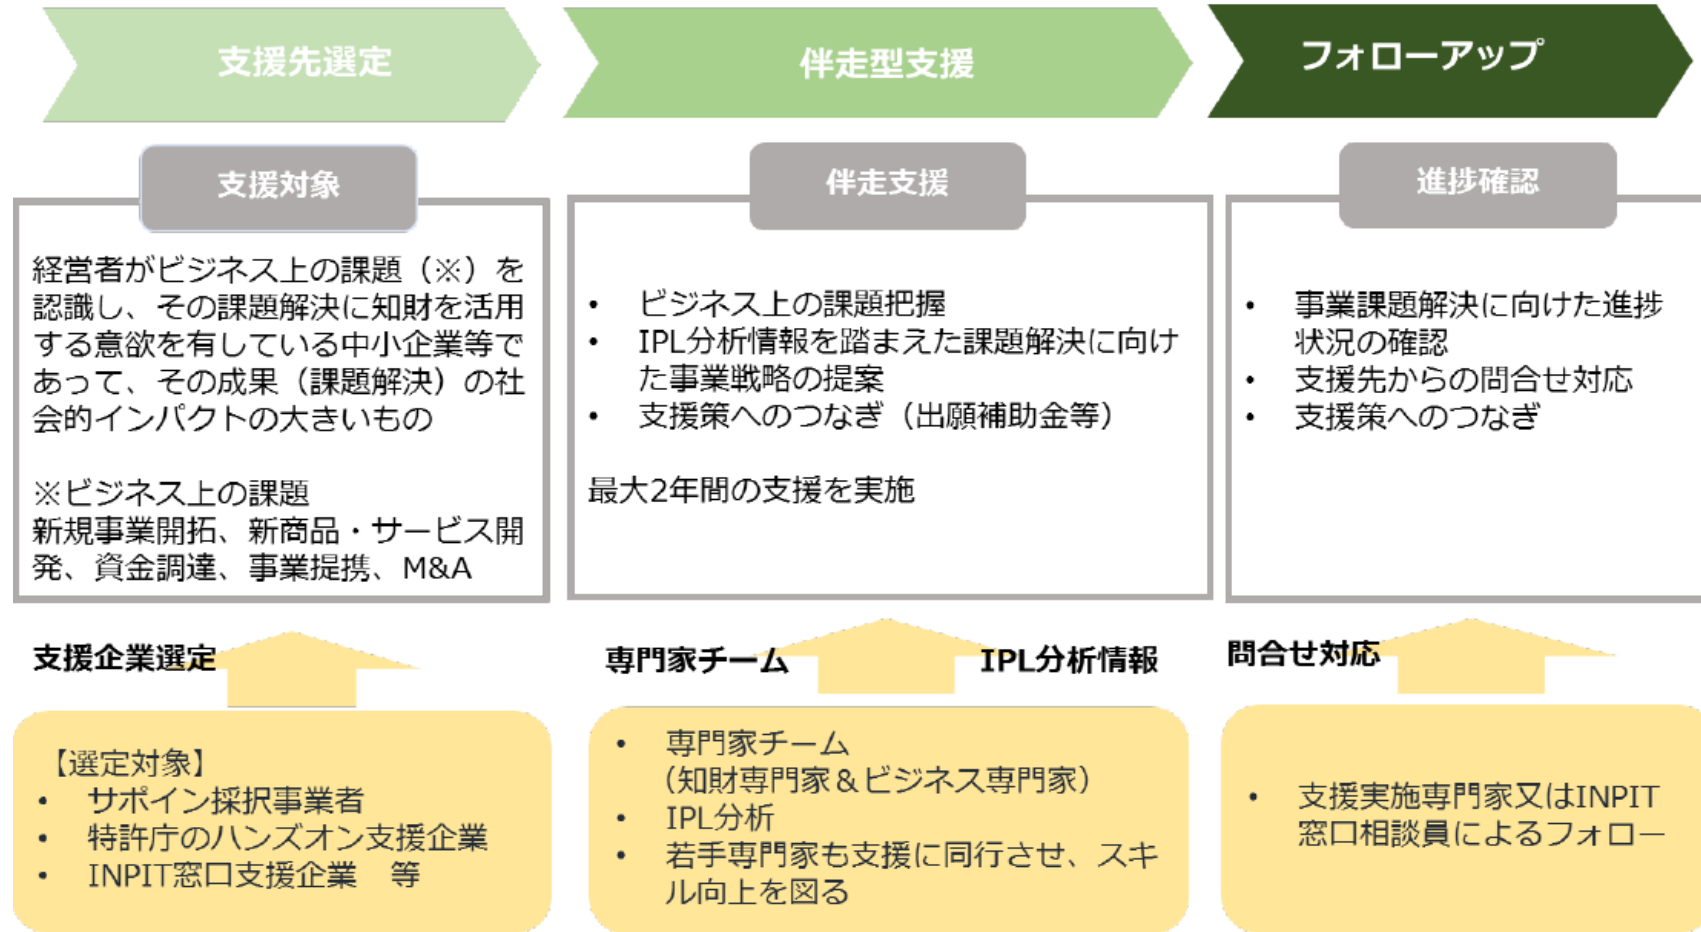 支援先選定
伴走型支援
フォローアップ
支援対象
経営者がビジネス上の課題（※）を
認識し、その課題解決に知財を活用
する意欲を有している中小企業等で
あって、その成果（課題解決）の社
会的インパクトの大きいもの
※ビジネス上の課題
新規事業開拓、新商品・サービス開
発、資金調達、事業提携、M&A
伴走支援
• ビジネス上の課題把握
• IPL分析情報を踏まえた課題解決に向け
た事業戦略の提案
• 支援策へのつなぎ（出願補助金等）
最大2年間の支援を実施
進捗確認
• 事業課題解決に向けた進捗
状況の確認
• 支援先からの問合せ対応
• 支援策へのつなぎ
支援企業選定
専門家チーム
IPL分析情報
問合せ対応
【選定対象】
• サポイン採択事業者
• 特許庁のハンズオン支援企業
• INPIT窓口支援企業　等
• 専門家チーム
（知財専門家＆ビジネス専門家）
• IPL分析
• 若手専門家も支援に同行させ、スキ
ル向上を図る
• 支援実施専門家又はINPIT
窓口相談員によるフォロー